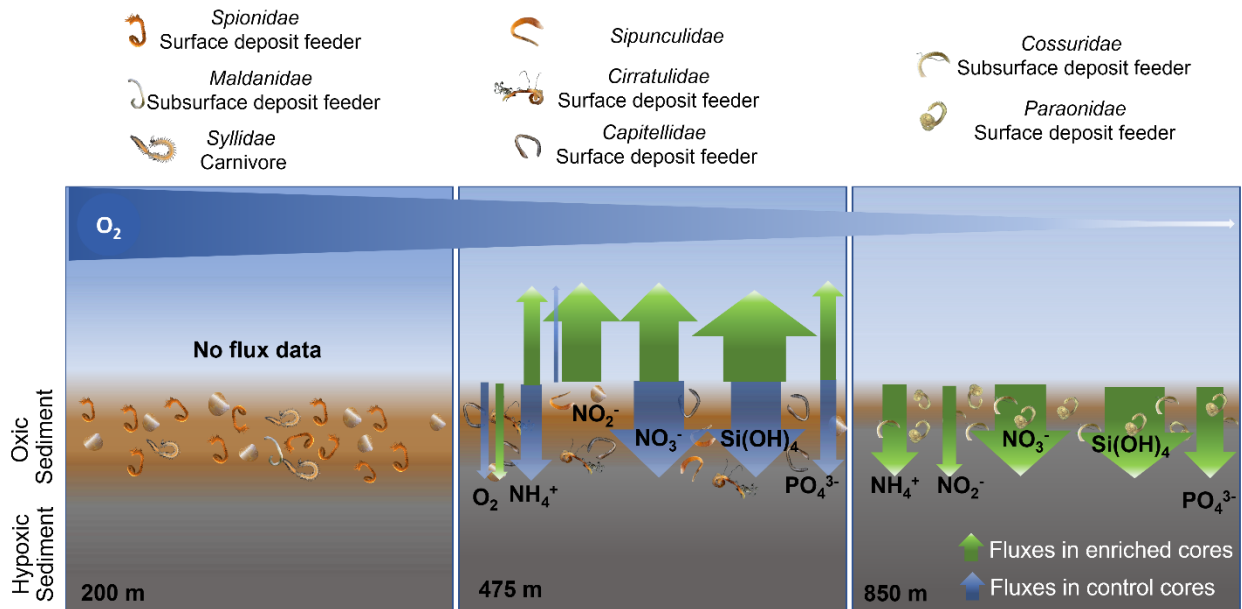 Spionidae
Surface deposit feeder
Maldanidae
Subsurface deposit feeder
Syllidae
Carnivore
Sipunculidae
Cirratulidae
Surface deposit feeder
Capitellidae
Surface deposit feeder
Cossuridae
Subsurface deposit feeder
Paraonidae
Surface deposit feeder
O₂
Oxic
Sediment
Hypoxic
Sediment
No flux data
200 m
O₂
NH₄⁺
NO₂⁻
NO₃⁻
Si(OH)₄
PO₄³⁻
475 m
NH₄⁺
NO₂⁻
NO₃⁻
Si(OH)₄
PO₄³⁻
Fluxes in enriched cores
Fluxes in control cores
850 m